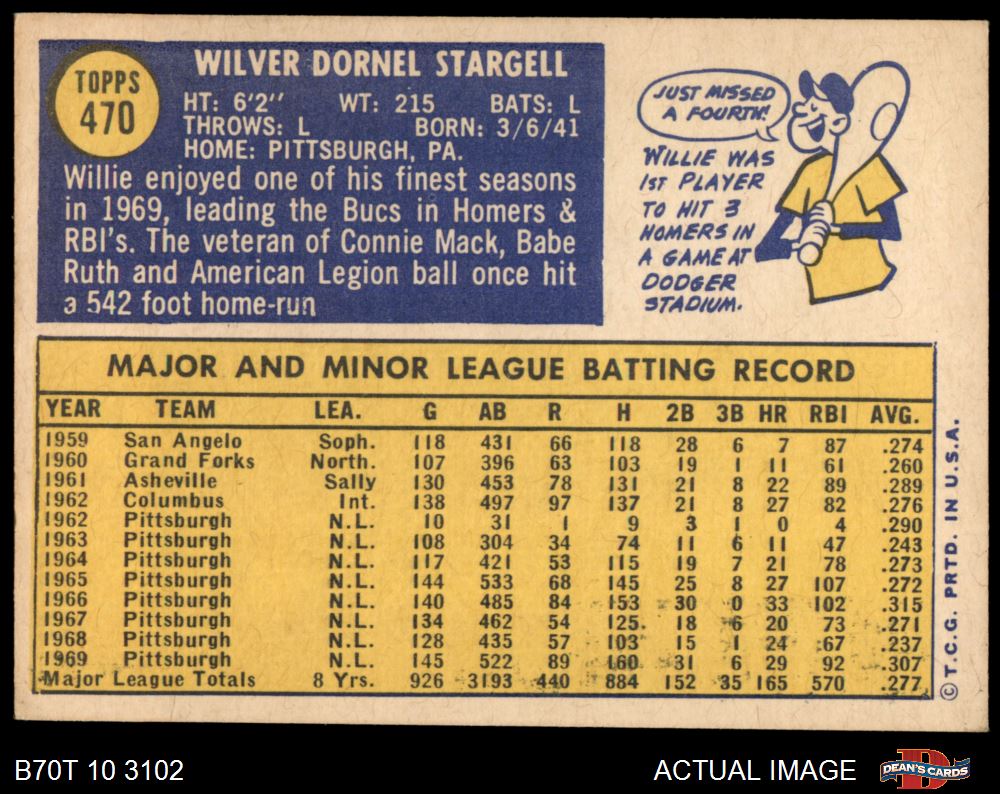 TOPPS
470
WILVER DORNEL STARGELL
HT: 6'2" WT: 215 BATS: L
THROWS: L BORN: 3/6/41
HOME: PITTSBURGH, PA.
Willie enjoyed one of his finest seasons
in 1969, leading the Bucs in Homers &
RBI's. The veteran of Connie Mack, Babe
Ruth and American Legion ball once hit
a 542 foot home-run
JUST MISSED
A FOURTH!
WILLIE WAS
1ST PLAYER
TO HIT 3
HOMERS IN
A GAME AT
DODGER
STADIUM.
MAJOR AND MINOR LEAGUE BATTING RECORD
YEAR TEAM LEA. G AB R H 2B 3B HR RBI AVG.
1959 San Angelo Soph. 118 431 66 118 28 6 7 87 .274
1960 Grand Forks North. 107 396 63 103 19 1 11 61 .260
1961 Asheville Sally 130 453 78 131 21 8 22 89 .289
1962 Columbus Int. 138 497 97 137 21 8 27 82 .276
1962 Pittsburgh N.L. 10 31 1 9 3 1 0 4 .290
1963 Pittsburgh N.L. 108 304 34 74 11 6 11 47 .243
1964 Pittsburgh N.L. 117 421 53 115 19 7 21 78 .273
1965 Pittsburgh N.L. 144 533 68 145 25 8 27 107 .272
1966 Pittsburgh N.L. 140 485 84 153 30 0 33 102 .315
1967 Pittsburgh N.L. 134 462 54 125 18 6 20 73 .271
1968 Pittsburgh N.L. 128 435 57 103 15 1 24 67 .237
1969 Pittsburgh N.L. 145 522 89 160 31 6 29 92 .307
Major League Totals 8 Yrs. 926 3193 440 884 152 35 165 570 .277
© T.C.G. PRTD. IN U.S.A.
B70T 10 3102
ACTUAL IMAGE
D
DEAN'S CARDS